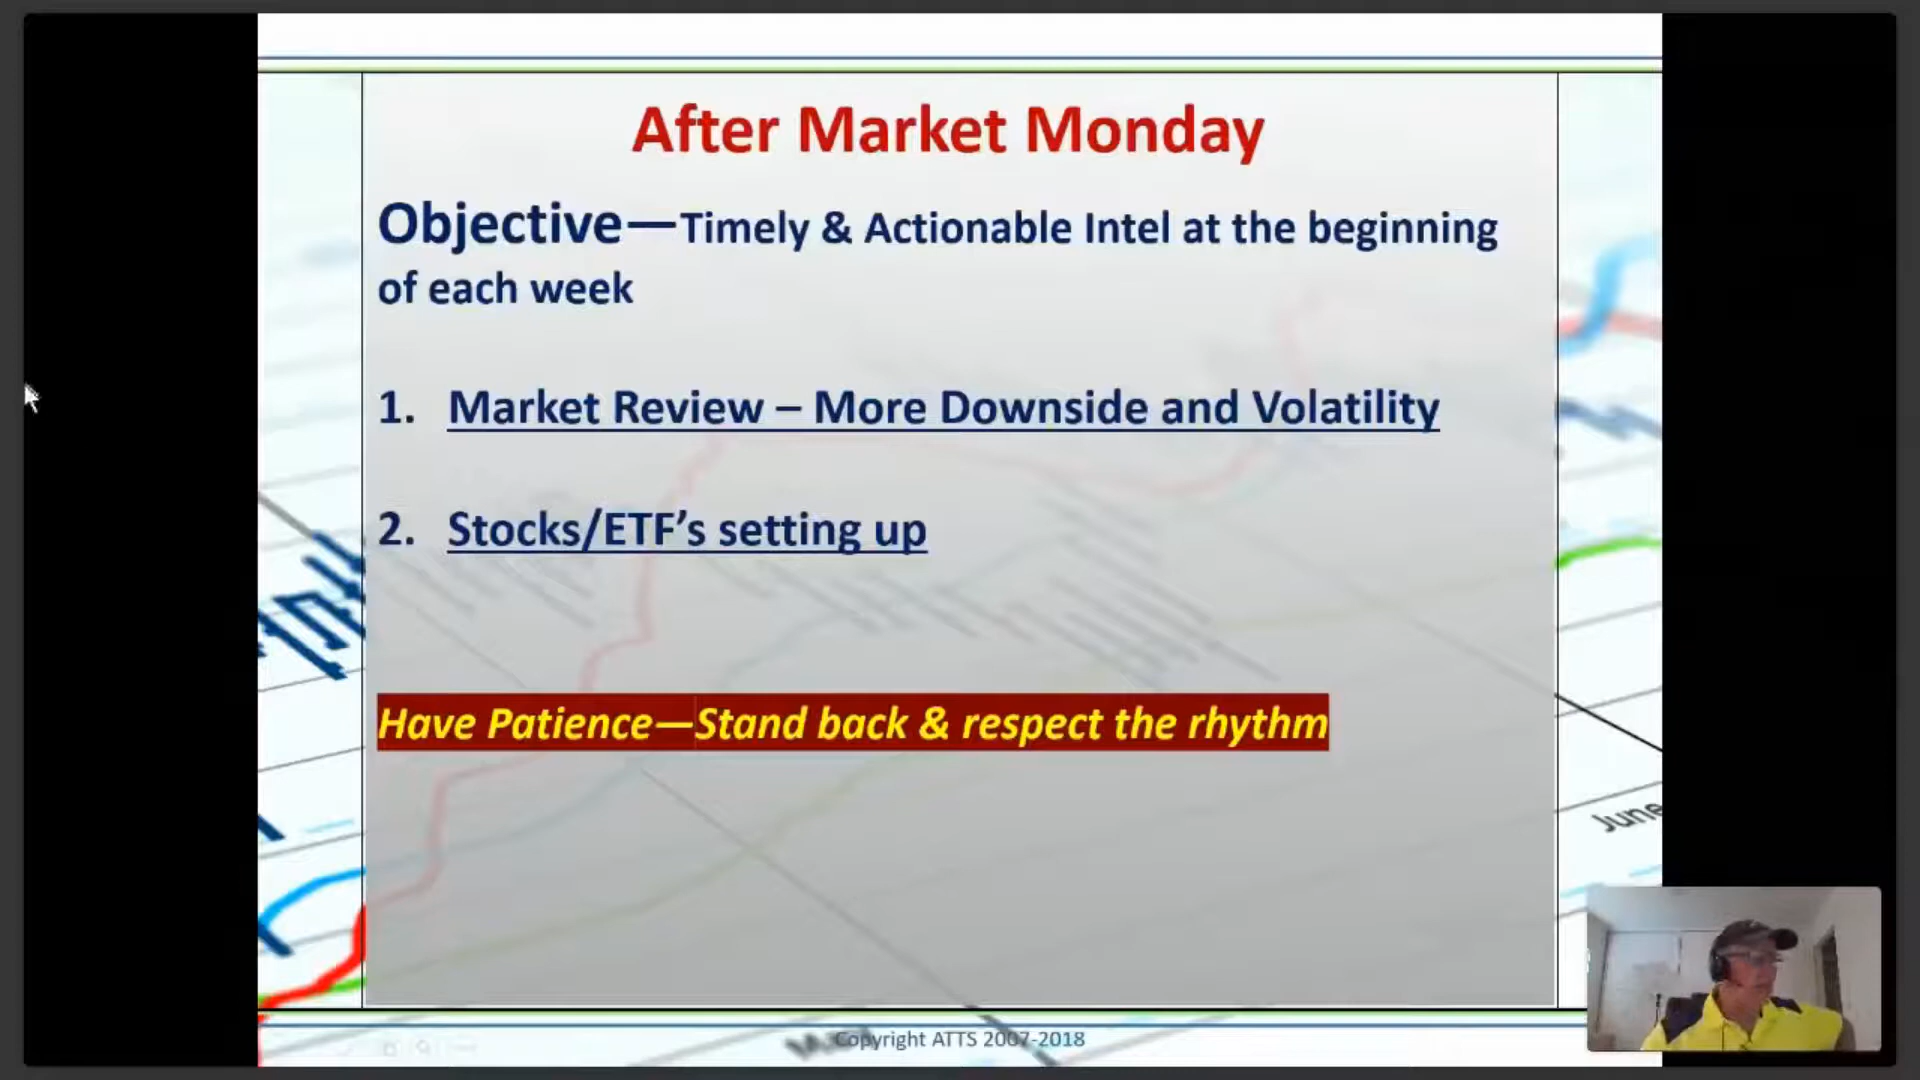 After Market Monday
Objective—Timely & Actionable Intel at the beginning
of each week
1. Market Review – More Downside and Volatility
2. Stocks/ETF’s setting up
Have Patience—Stand back & respect the rhythm
June
Copyright ATTS 2007-2018